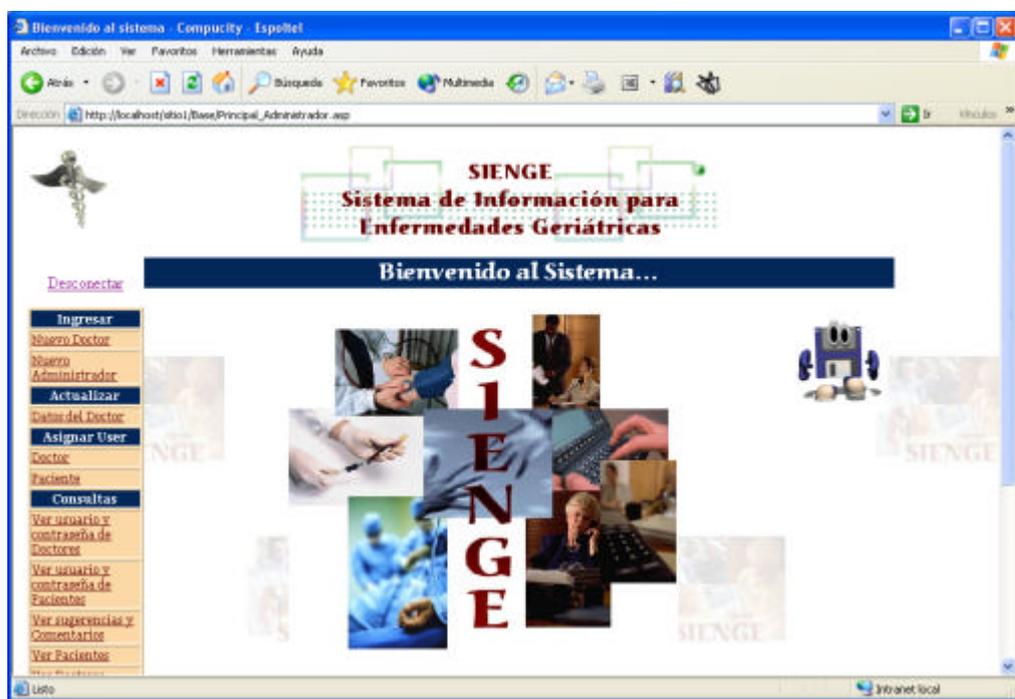 Bienvenido al sistema - Compucity - Espoltel
Archivo Edición Ver Favoritos Herramientas Ayuda
Atrás Búsqueda Favoritos Multimedia
Dirección http://localhost/sitio1/Base/Principal_Administrador.asp Ir Vínculos »
SIENGE
Sistema de Información para
Enfermedades Geriátricas
Bienvenido al Sistema...
Desconectar
Ingresar
Nuevo Doctor
Nuevo
Administrador
Actualizar
Datos del Doctor
Asignar User
Doctor
Paciente
Consultas
Ver usuario y
contraseña de
Doctores
Ver usuario y
contraseña de
Pacientes
Ver sugerencias y
Comentarios
Ver Pacientes
SIENGE
SIENGE
SIENGE
Listo
Intranet local